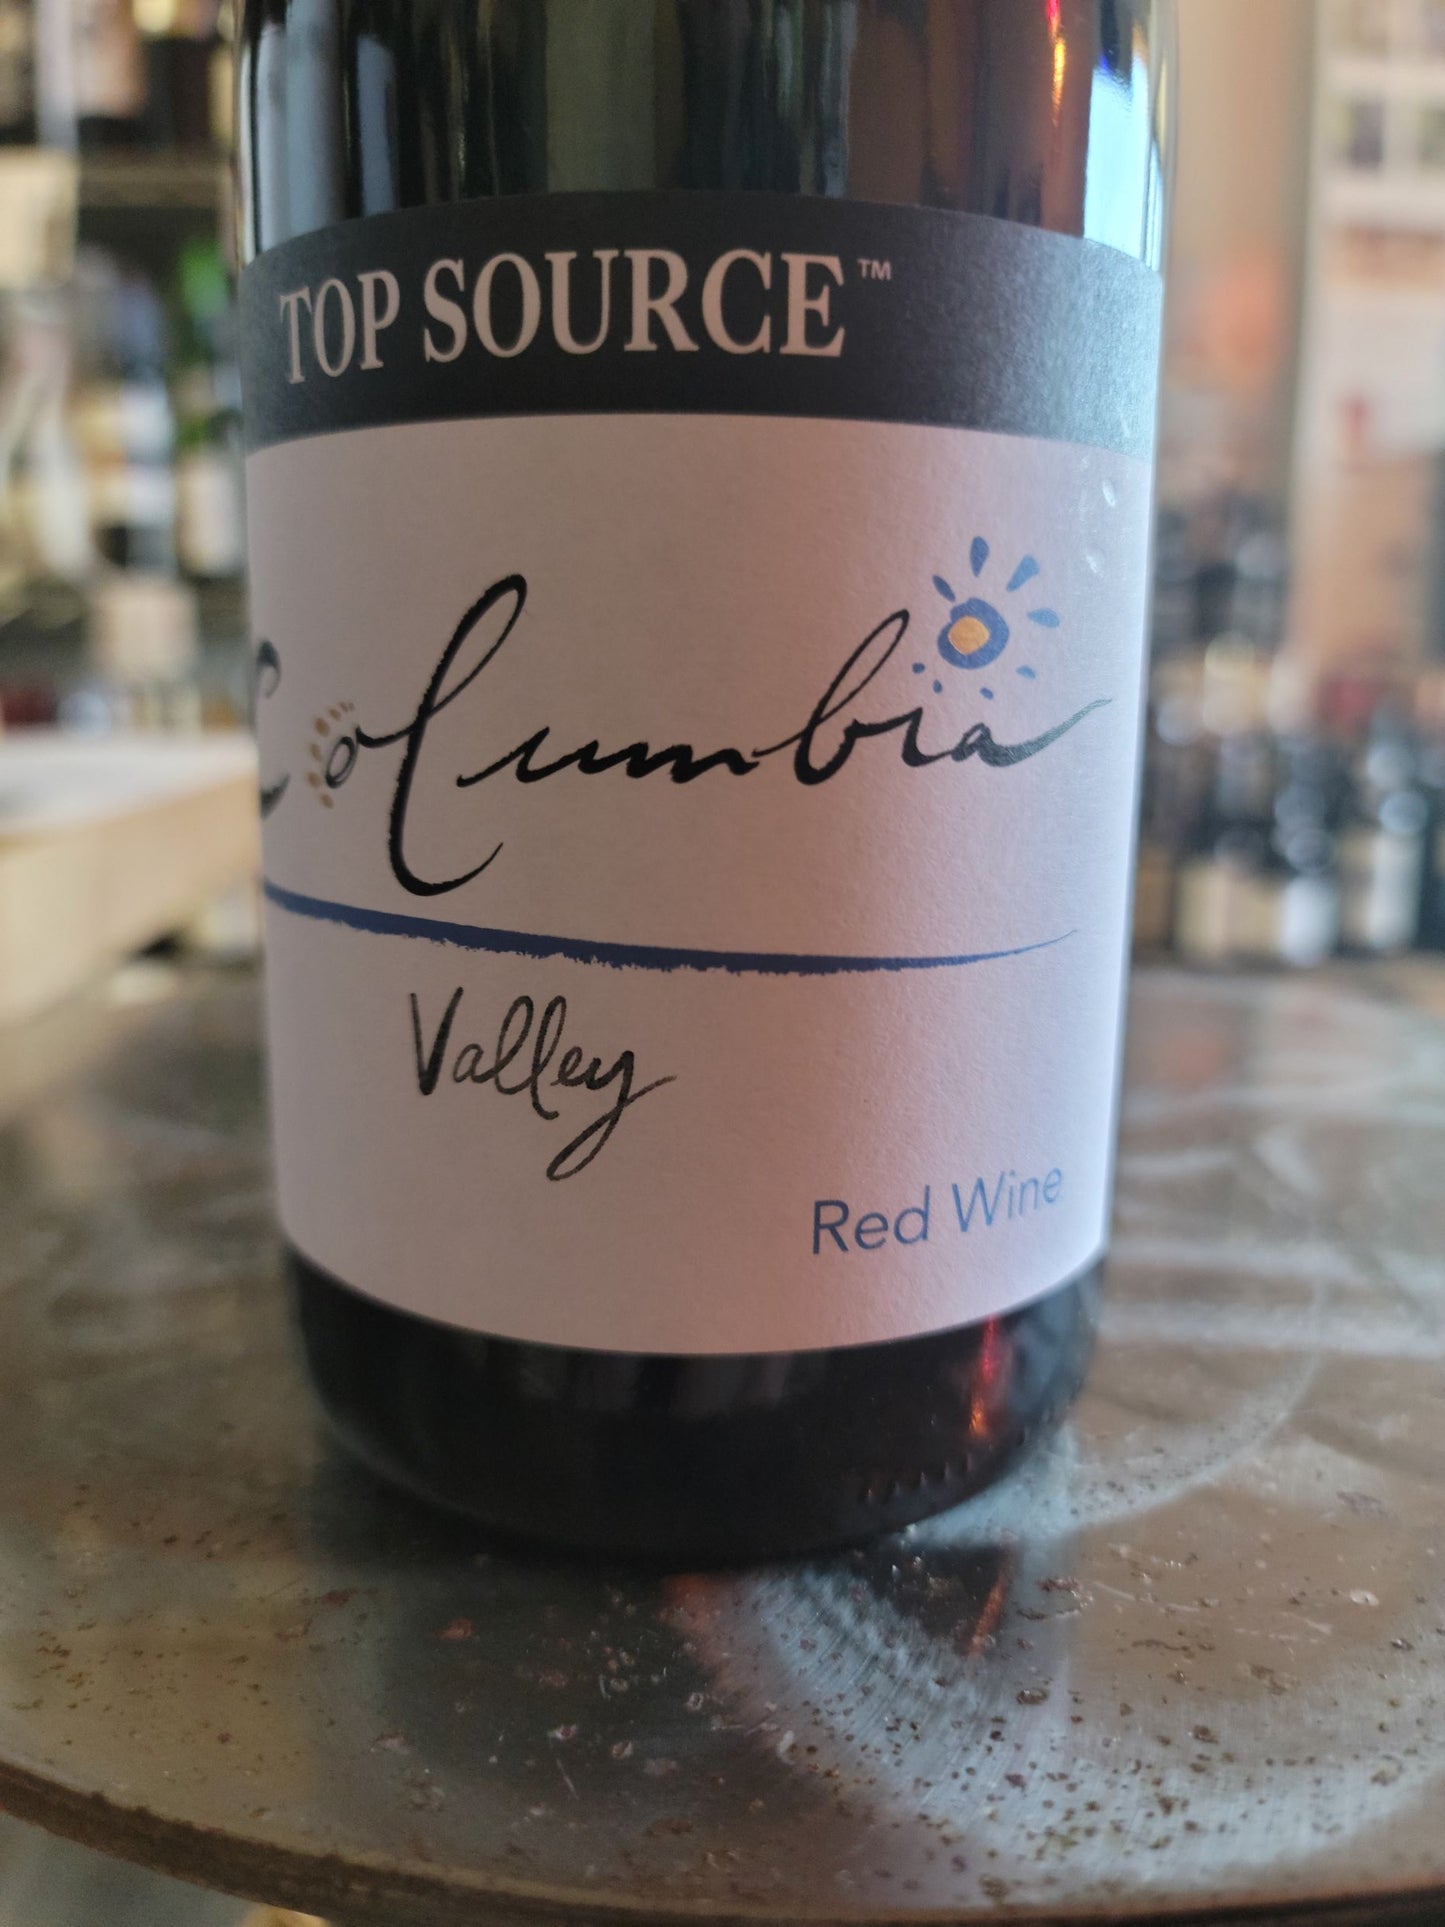 TOP SOURCE™
Columbia
Valley
Red Wine